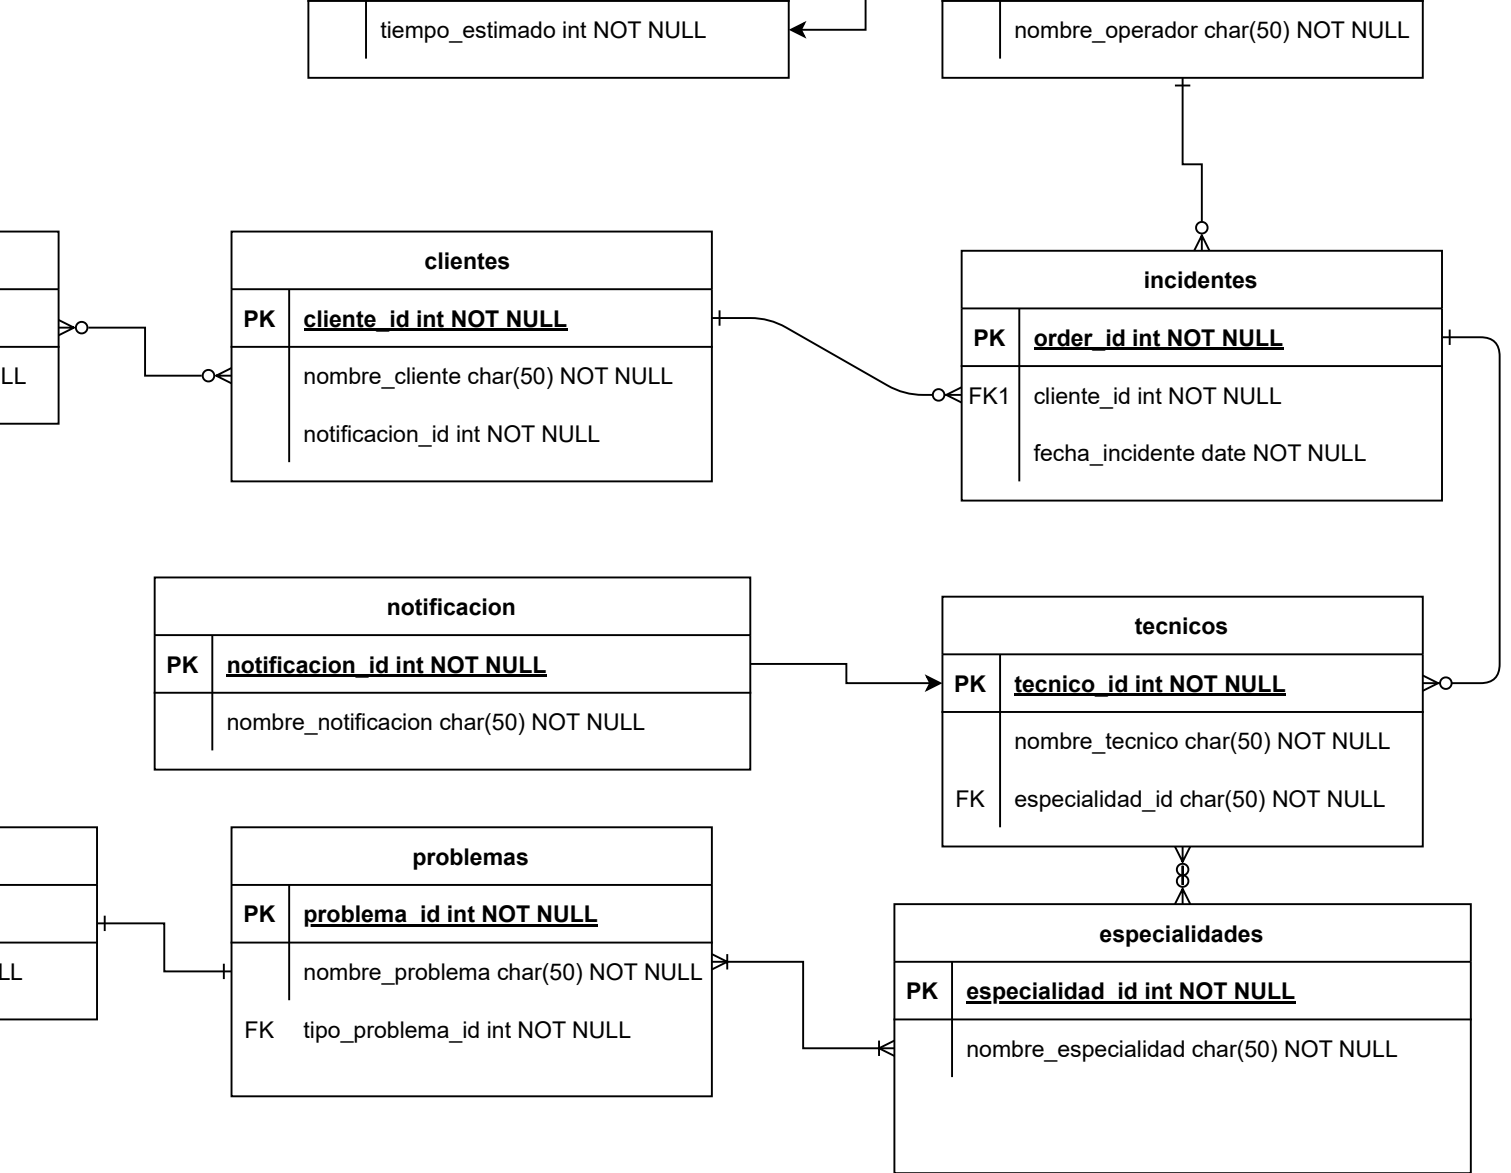 tiempo_estimado int NOT NULL
nombre_operador char(50) NOT NULL
LL
clientes
PK cliente_id int NOT NULL
nombre_cliente char(50) NOT NULL
notificacion_id int NOT NULL
incidentes
PK order_id int NOT NULL
FK1 cliente_id int NOT NULL
fecha_incidente date NOT NULL
notificacion
PK notificacion_id int NOT NULL
nombre_notificacion char(50) NOT NULL
tecnicos
PK tecnico_id int NOT NULL
nombre_tecnico char(50) NOT NULL
FK especialidad_id char(50) NOT NULL
LL
problemas
PK problema_id int NOT NULL
nombre_problema char(50) NOT NULL
FK tipo_problema_id int NOT NULL
especialidades
PK especialidad_id int NOT NULL
nombre_especialidad char(50) NOT NULL